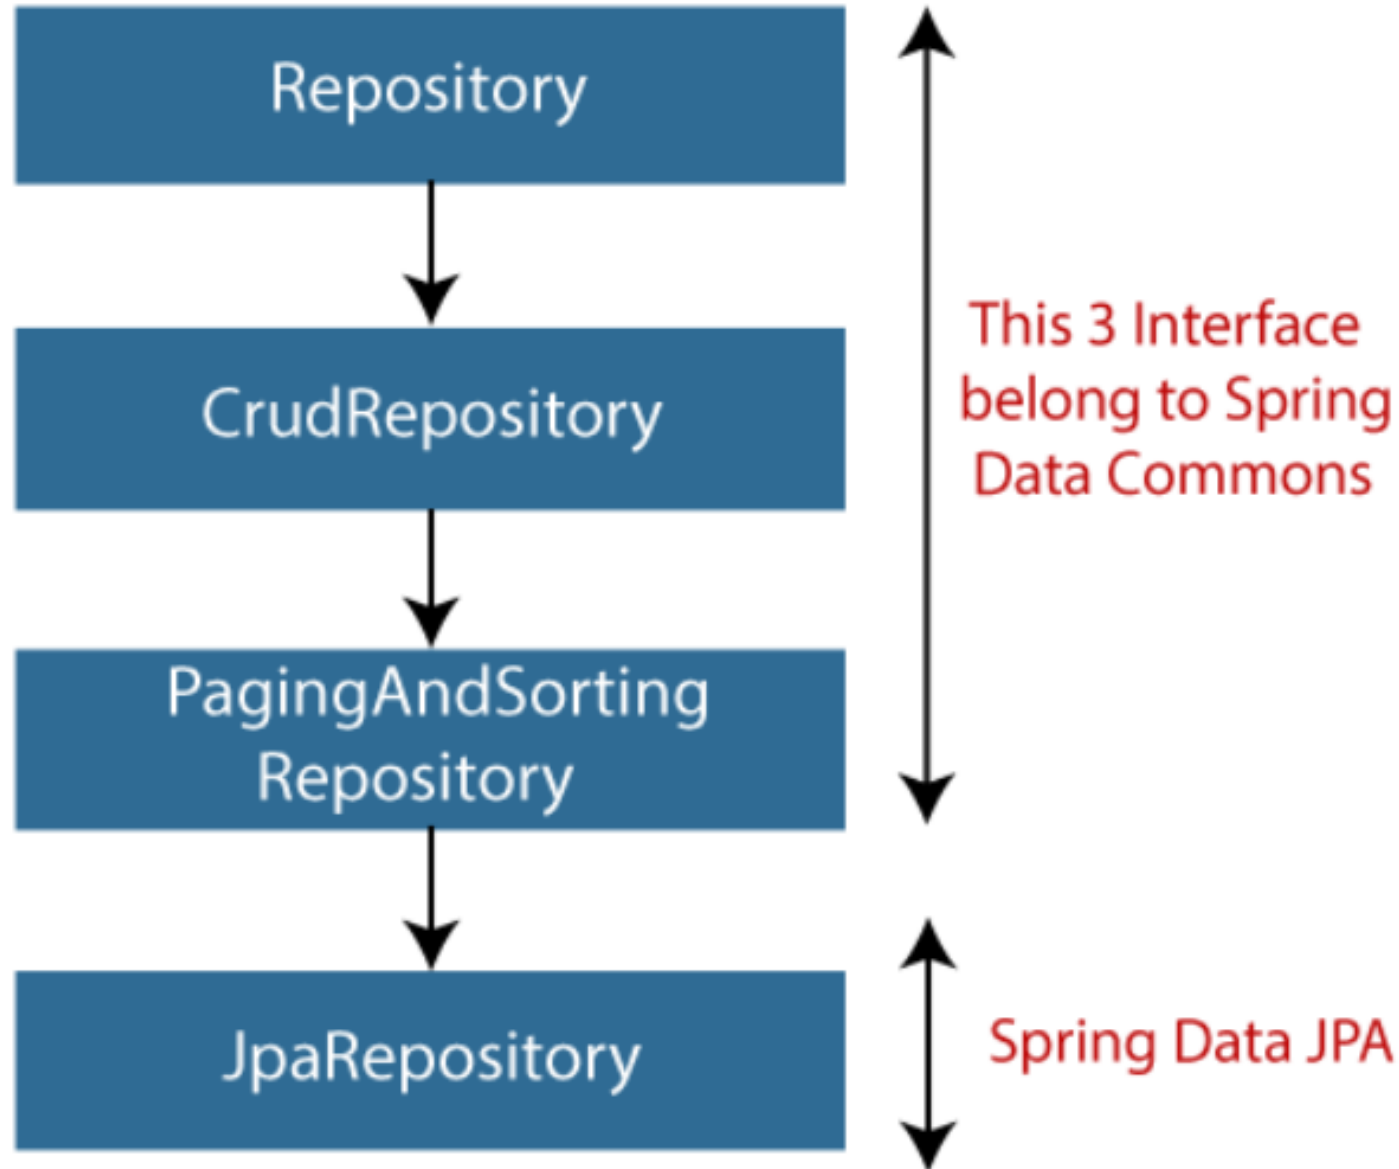 Repository
CrudRepository
PagingAndSorting
Repository
JpaRepository
This 3 Interface
belong to Spring
Data Commons
Spring Data JPA